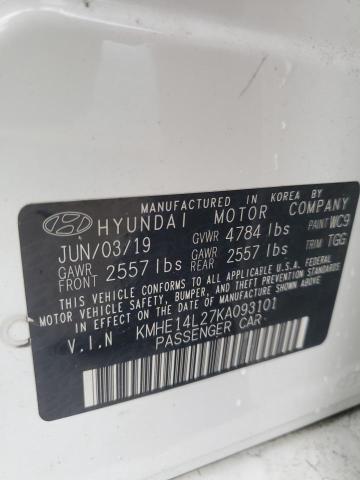 MANUFACTURED IN KOREA BY
HYUNDAI MOTOR COMPANY
JUN/03/19 GVWR 4784 lbs PAINT WC9
GAWR FRONT 2557 lbs GAWR REAR 2557 lbs TRIM TGG
THIS VEHICLE CONFORMS TO ALL APPLICABLE U.S.A. FEDERAL
MOTOR VEHICLE SAFETY, BUMPER, AND THEFT PREVENTION STANDARDS
IN EFFECT ON THE DATE OF MANUFACTURE SHOWN ABOVE.
V.I.N KMHE14L27KA093101
PASSENGER CAR